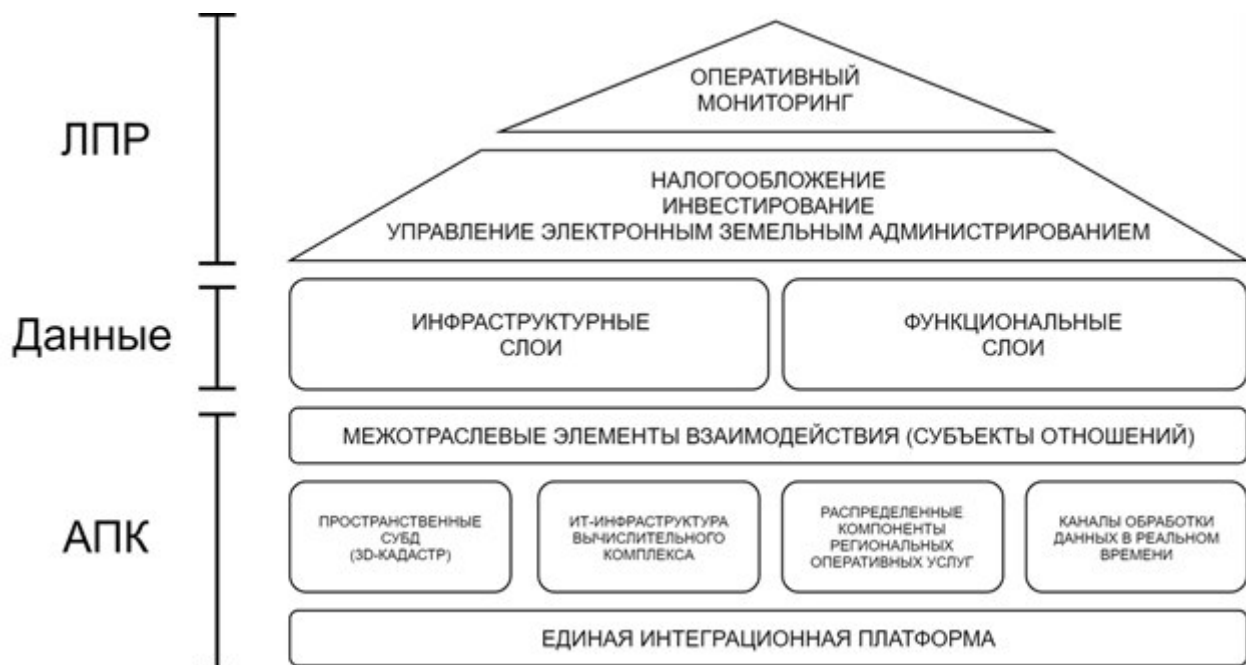 ЛПР
ОПЕРАТИВНЫЙ
МОНИТОРИНГ
НАЛОГООБЛОЖЕНИЕ
ИНВЕСТИРОВАНИЕ
УПРАВЛЕНИЕ ЭЛЕКТРОННЫМ ЗЕМЕЛЬНЫМ АДМИНИСТРИРОВАНИЕМ
Данные
ИНФРАСТРУКТУРНЫЕ
СЛОИ
ФУНКЦИОНАЛЬНЫЕ
СЛОИ
АПК
МЕЖОТРАСЛЕВЫЕ ЭЛЕМЕНТЫ ВЗАИМОДЕЙСТВИЯ (СУБЪЕКТЫ ОТНОШЕНИЙ)
ПРОСТРАНСТВЕННЫЕ
СУБД
(3D-КАДАСТР)
ИТ-ИНФРАСТРУКТУРА
ВЫЧИСЛИТЕЛЬНОГО
КОМПЛЕКСА
РАСПРЕДЕЛЕННЫЕ
КОМПОНЕНТЫ
РЕГИОНАЛЬНЫХ
ОПЕРАТИВНЫХ УСЛУГ
КАНАЛЫ ОБРАБОТКИ
ДАННЫХ В РЕАЛЬНОМ
ВРЕМЕНИ
ЕДИНАЯ ИНТЕГРАЦИОННАЯ ПЛАТФОРМА